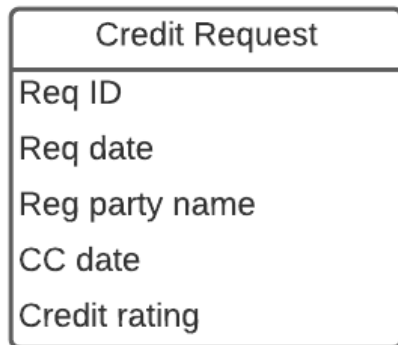 Credit Request
Req ID
Req date
Reg party name
CC date
Credit rating